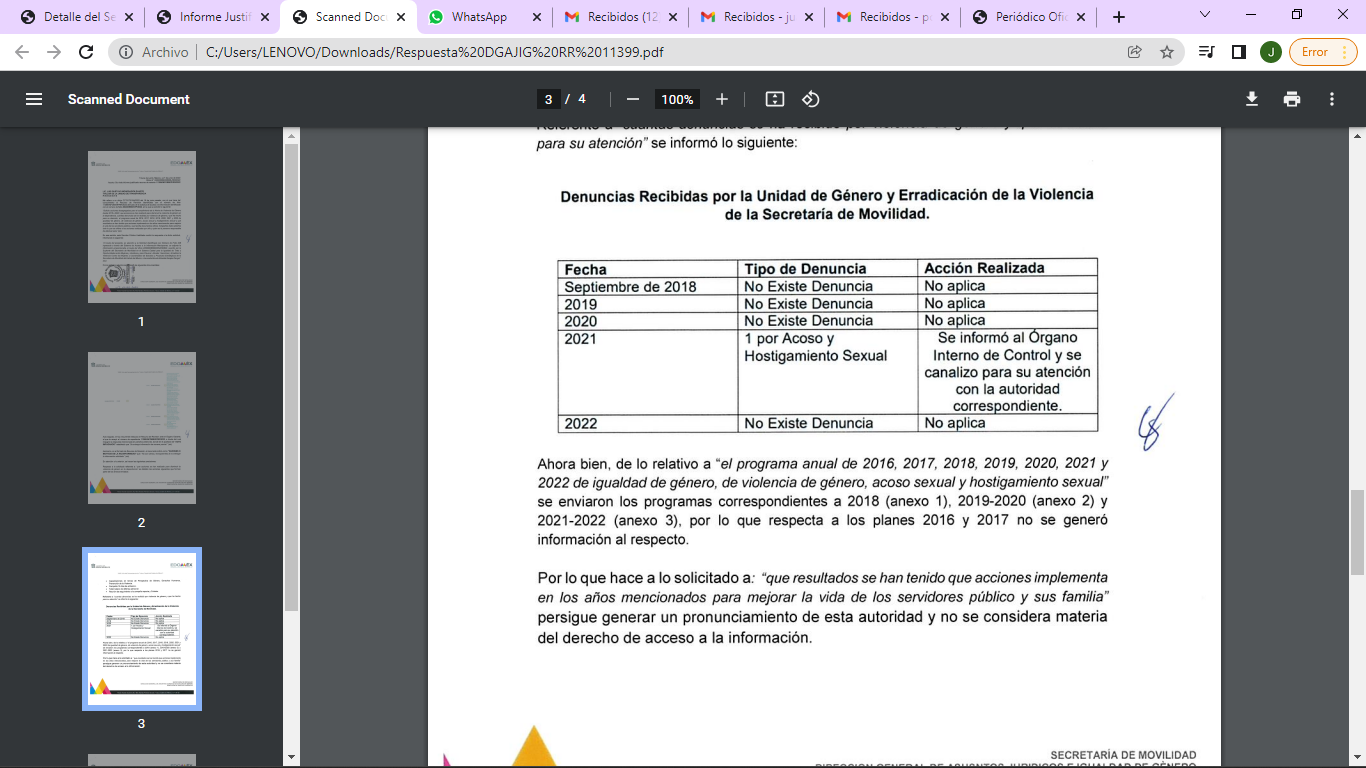 Detalle del Se
Informe Justif
Scanned Docu
WhatsApp
Recibidos (12
Recibidos - ju
Recibidos - po
Periódico Ofic
Archivo
C:/Users/LENOVO/Downloads/Respuesta%20DGAJIG%20RR%2011399.pdf
J
Error
Scanned Document
3 / 4
100%
1
2
3
para su atención” se informó lo siguiente:
Denuncias Recibidas por la Unidad de Género y Erradicación de la Violencia
de la Secretaría de Movilidad.
Fecha Tipo de Denuncia Acción Realizada
Septiembre de 2018 No Existe Denuncia No aplica
2019 No Existe Denuncia No aplica
2020 No Existe Denuncia No aplica
2021 1 por Acoso y Se informó al Órgano
Hostigamiento Sexual Interno de Control y se
canalizo para su atención
con la autoridad
correspondiente.
2022 No Existe Denuncia No aplica
Ahora bien, de lo relativo a “el programa anual de 2016, 2017, 2018, 2019, 2020, 2021 y
2022 de igualdad de género, de violencia de género, acoso sexual y hostigamiento sexual”
se enviaron los programas correspondientes a 2018 (anexo 1), 2019-2020 (anexo 2) y
2021-2022 (anexo 3), por lo que respecta a los planes 2016 y 2017 no se generó
información al respecto.
Por lo que hace a lo solicitado a: “que resultados se han tenido que acciones implementa
en los años mencionados para mejorar la vida de los servidores público y sus familia”
persigue generar un pronunciamiento de esta autoridad y no se considera materia
del derecho de acceso a la información.
SECRETARÍA DE MOVILIDAD